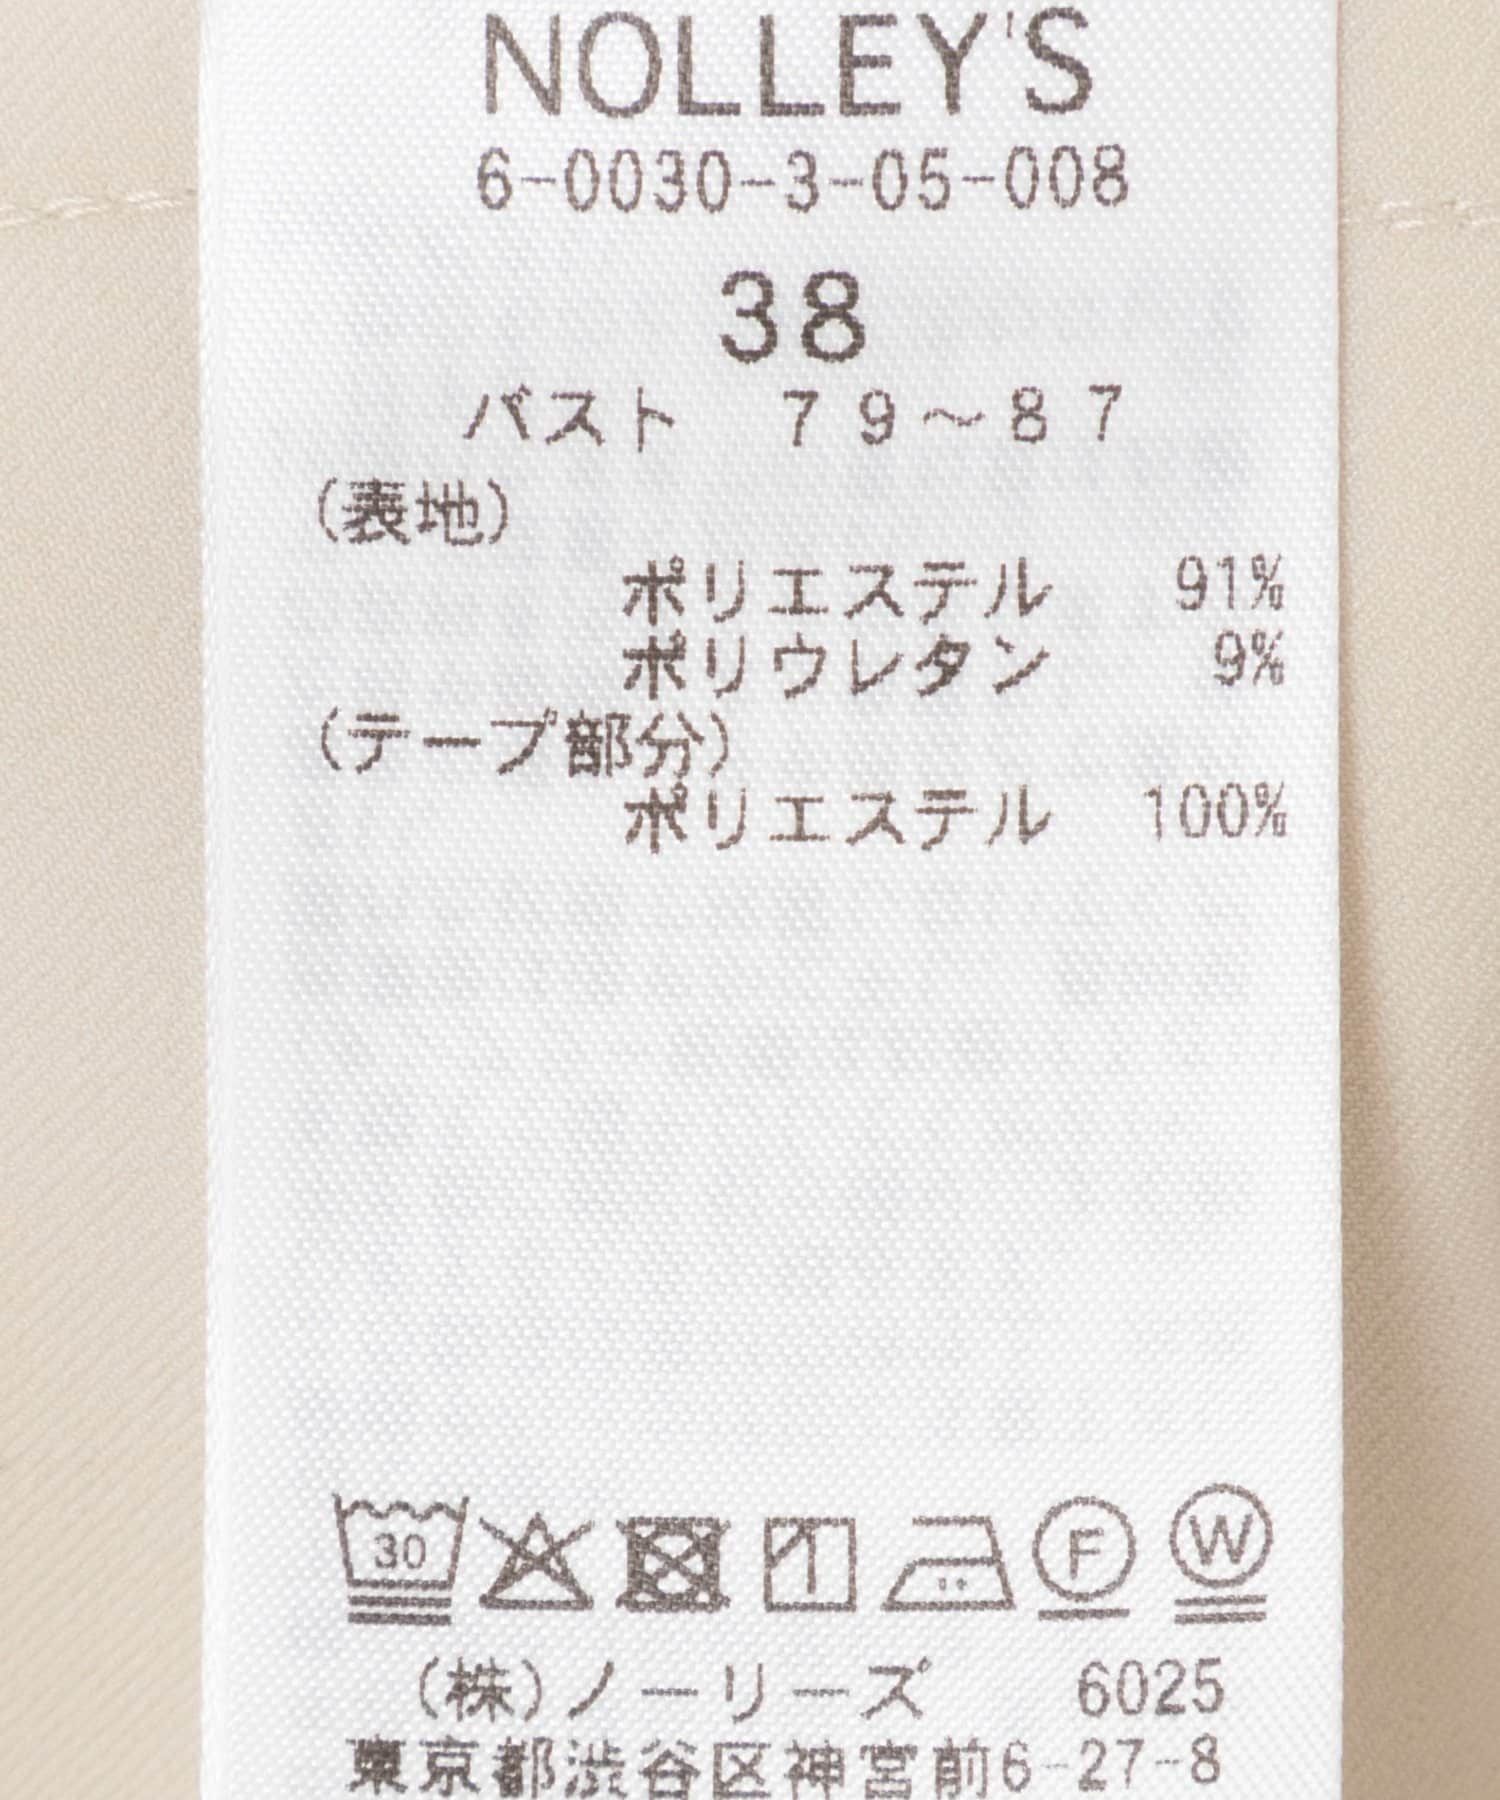 NOLLEY'S
6-0030-3-05-008
38
バスト　79〜87
(表地)
ポリエステル 91%
ポリウレタン 9%
(テープ部分)
ポリエステル 100%
30 F W
(株)ノーリーズ 6025
東京都渋谷区神宮前6-27-8